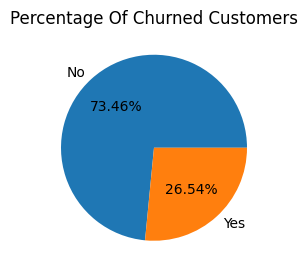 Percentage Of Churned Customers
No
73.46%
26.54%
Yes